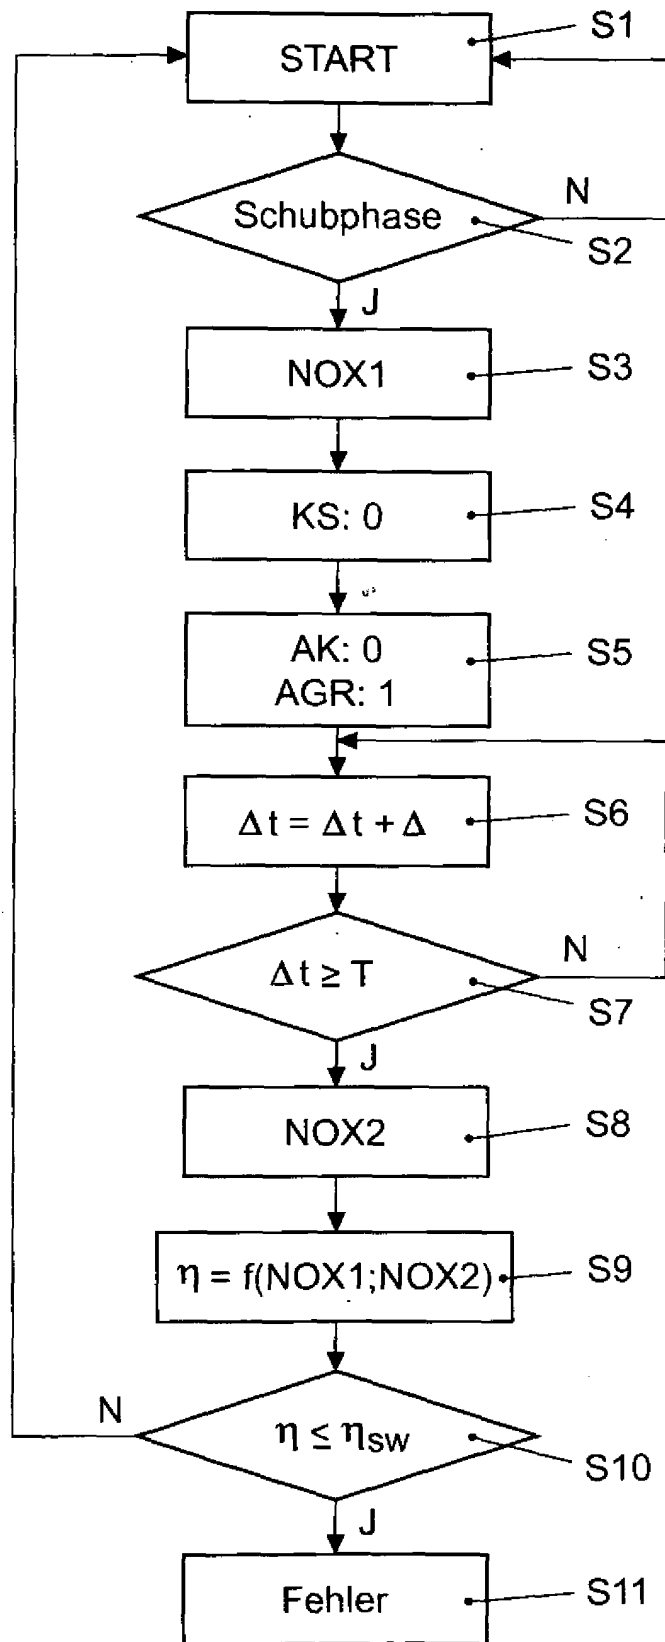 START
S1
Schubphase
N
S2
J
NOX1
S3
KS: 0
S4
AK: 0
AGR: 1
S5
Δt = Δt + Δ
S6
Δt ≥ T
N
S7
J
NOX2
S8
η = f(NOX1;NOX2)
S9
N
η ≤ ηSW
S10
J
Fehler
S11